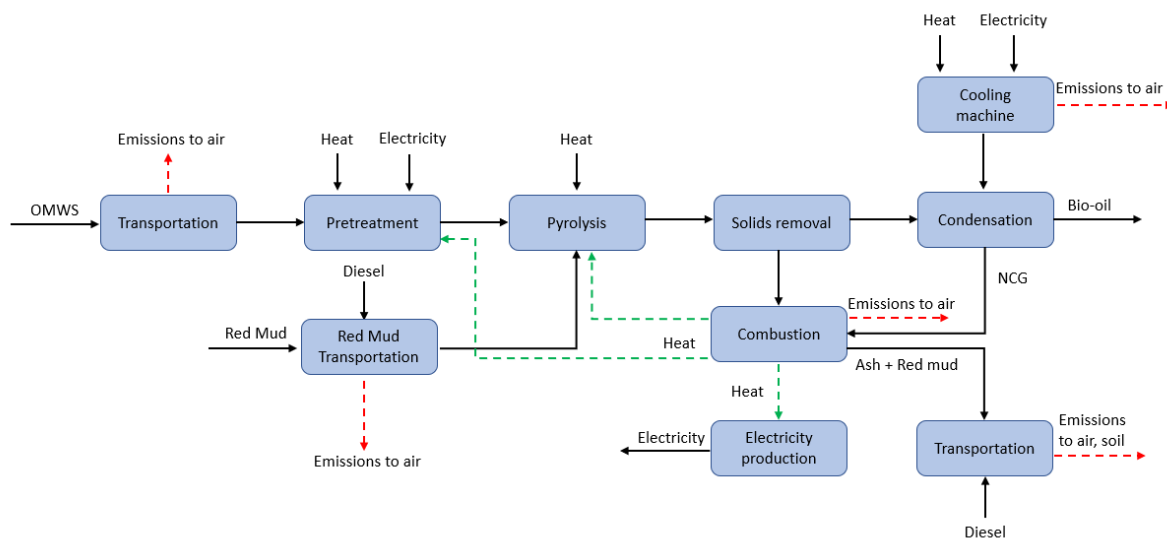 Heat
Electricity
Cooling
machine
Emissions to air
Emissions to air
Heat
Electricity
Heat
OMWS
Transportation
Pretreatment
Pyrolysis
Solids removal
Condensation
Bio-oil
Diesel
NCG
Red Mud
Red Mud
Transportation
Heat
Combustion
Emissions to air
Ash + Red mud
Heat
Emissions to air
Electricity
Electricity
production
Transportation
Emissions
to air, soil
Diesel